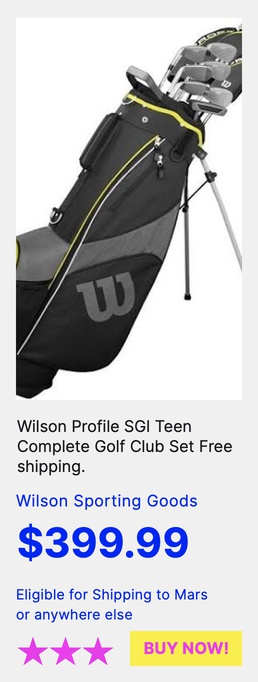 W
Wilson Profile SGI Teen
Complete Golf Club Set Free
shipping.
Wilson Sporting Goods
$399.99
Eligible for Shipping to Mars
or anywhere else
BUY NOW!